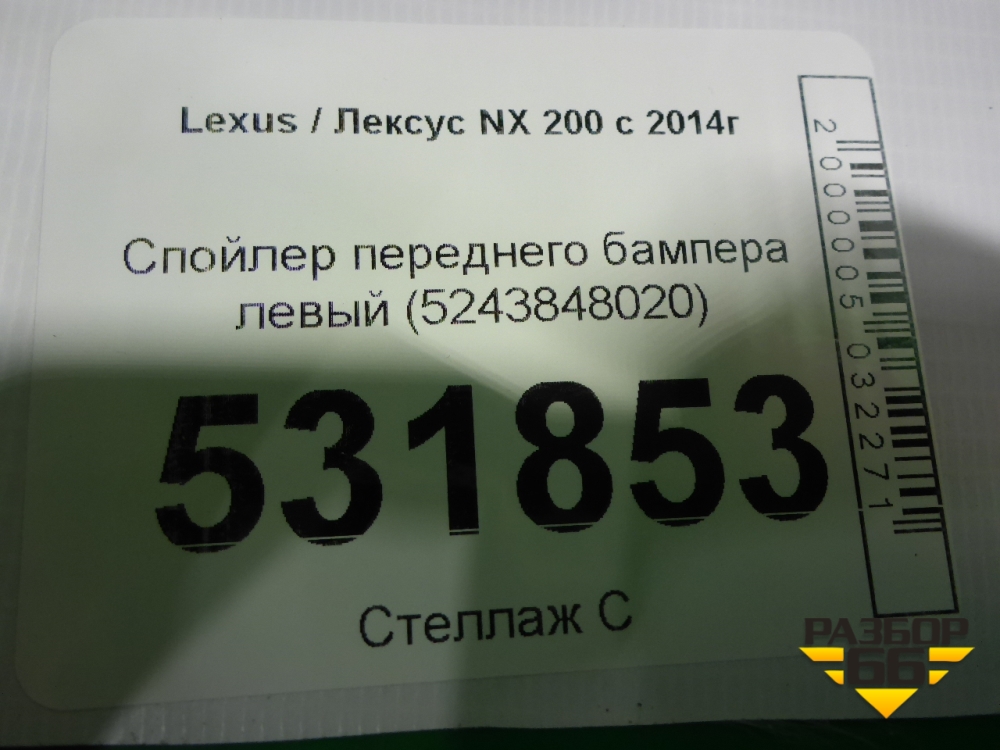 Lexus / Лексус NX 200 с 2014г
Спойлер переднего бампера
левый (5243848020)
531853
Стеллаж С
2000005032271
РАЗБОР
66